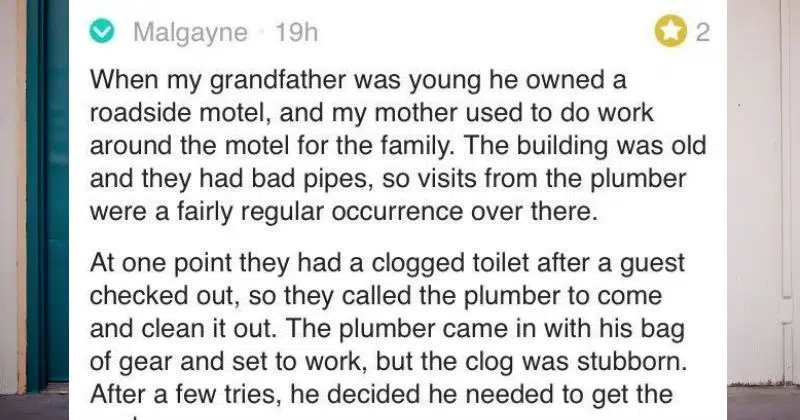 Malgayne · 19h 2
When my grandfather was young he owned a
roadside motel, and my mother used to do work
around the motel for the family. The building was old
and they had bad pipes, so visits from the plumber
were a fairly regular occurrence over there.
At one point they had a clogged toilet after a guest
checked out, so they called the plumber to come
and clean it out. The plumber came in with his bag
of gear and set to work, but the clog was stubborn.
After a few tries, he decided he needed to get the